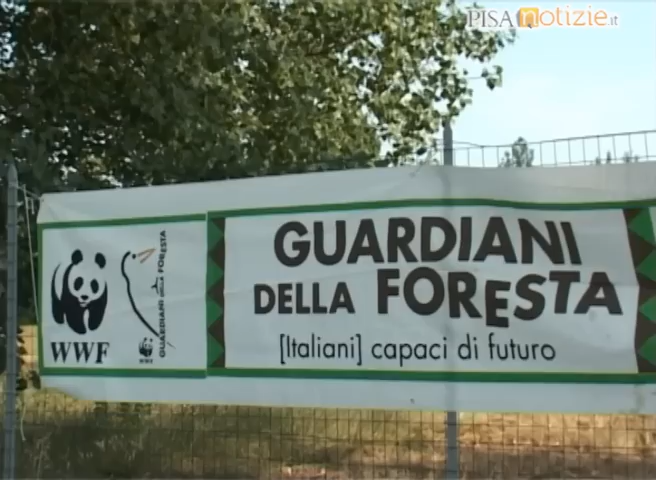 PISAnotizie.it
GUARDIANI
DELLA FORESTA
[Italiani] capaci di futuro
WWF
GUARDIANI DELLA FORESTA
WWF